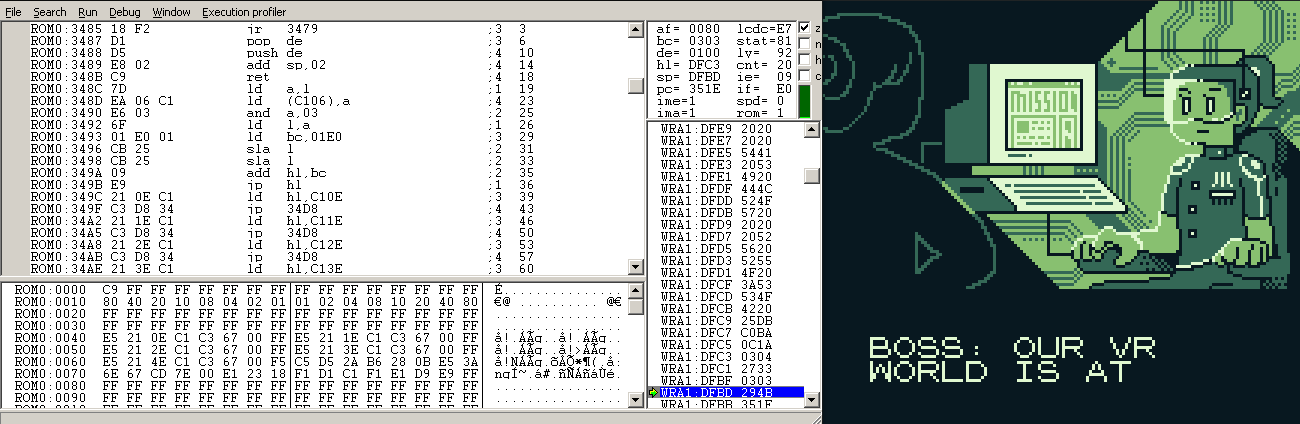 File Search Run Debug Window Execution profiler
ROM0:3485 18 F2 jr 3479 ;3 3
ROM0:3487 D1 pop de ;3 6
ROM0:3488 D5 push de ;4 10
ROM0:3489 E8 02 add sp,02 ;4 14
ROM0:348B C9 ret ;4 18
ROM0:348C 7D ld a,l ;1 19
ROM0:348D EA 06 C1 ld (C106),a ;4 23
ROM0:3490 E6 03 and a,03 ;2 25
ROM0:3492 6F ld l,a ;1 26
ROM0:3493 01 E0 01 ld bc,01E0 ;3 29
ROM0:3496 CB 25 sla l ;2 31
ROM0:3498 CB 25 sla l ;2 33
ROM0:349A 09 add hl,bc ;2 35
ROM0:349B E9 jp hl ;1 36
ROM0:349C 21 0E C1 ld hl,C10E ;3 39
ROM0:349F C3 D8 34 jp 34D8 ;4 43
ROM0:34A2 21 1E C1 ld hl,C11E ;3 46
ROM0:34A5 C3 D8 34 jp 34D8 ;4 50
ROM0:34A8 21 2E C1 ld hl,C12E ;3 53
ROM0:34AB C3 D8 34 jp 34D8 ;4 57
ROM0:34AE 21 3E C1 ld hl,C13E ;3 60
ROM0:0000 C9 FF FF FF FF FF FF FF FF FF FF FF FF FF FF FF É...............
ROM0:0010 80 40 20 10 08 04 02 01 01 02 04 08 10 20 40 80 €@ .......... @€
ROM0:0020 FF FF FF FF FF FF FF FF FF FF FF FF FF FF FF FF ................
ROM0:0030 FF FF FF FF FF FF FF FF FF FF FF FF FF FF FF FF ................
ROM0:0040 E5 21 0E C1 C3 67 00 FF E5 21 1E C1 C3 67 00 FF å!.ÁÃg..å!.ÁÃg..
ROM0:0050 E5 21 2E C1 C3 67 00 FF E5 21 3E C1 C3 67 00 FF å!.ÁÃg..å!>ÁÃg..
ROM0:0060 E5 21 4E C1 C3 67 00 F5 C5 D5 2A B6 28 0B E5 3A å!NÁÃg.õÅÕ*¶(.å:
ROM0:0070 6E 67 CD 7E 00 E1 23 18 F1 D1 C1 F1 E1 D9 E9 FF ngÍ~.á#.ñÑÁñáÙé.
ROM0:0080 FF FF FF FF FF FF FF FF FF FF FF FF FF FF FF FF ................
af= 0080 lcdc=E7 z
bc= 0303 stat=81 n
de= 0100 lv= 92 h
hl= DFC3 cnt= 20 c
sp= DFBD ie= 09
pc= 351E if= E0
ime=1 spd= 0
ima=1 rom= 1
WRA1:DFE9 2020
WRA1:DFE7 2020
WRA1:DFE5 5441
WRA1:DFE3 2053
WRA1:DFE1 4920
WRA1:DFDF 444C
WRA1:DFDD 524F
WRA1:DFDB 5720
WRA1:DFD9 2020
WRA1:DFD7 2052
WRA1:DFD5 5620
WRA1:DFD3 5255
WRA1:DFD1 4F20
WRA1:DFCF 3A53
WRA1:DFCD 534F
WRA1:DFCB 4220
WRA1:DFC9 25DB
WRA1:DFC7 C0BA
WRA1:DFC5 0C1A
WRA1:DFC3 0304
WRA1:DFC1 2733
WRA1:DFBF 0303
WRA1:DFBD 294B
WRA1:DFBB 351E
MISSION
BOSS: OUR VR
WORLD IS AT